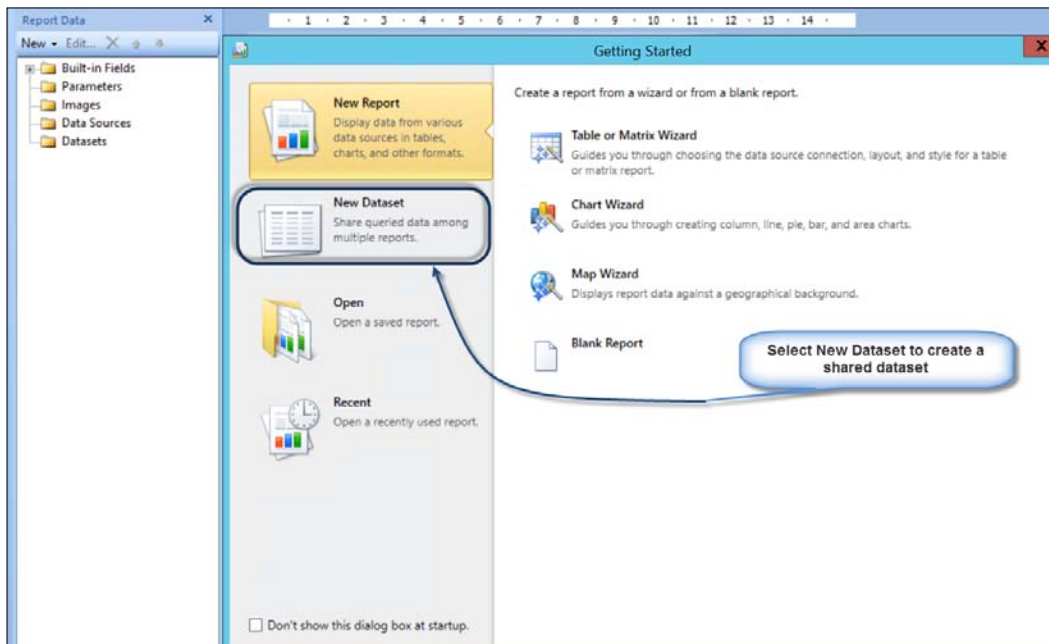 Report Data
1 2 3 4 5 6 7 8 9 10 11 12 13 14
New Edit...
Built-in Fields
Parameters
Images
Data Sources
Datasets
Getting Started
X
New Report
Display data from various
data sources in tables,
charts, and other formats.
New Dataset
Share queried data among
multiple reports.
Open
Open a saved report.
Recent
Open a recently used report.
Don't show this dialog box at startup.
Create a report from a wizard or from a blank report.
Table or Matrix Wizard
Guides you through choosing the data source connection, layout, and style for a table
or matrix report.
Chart Wizard
Guides you through creating column, line, pie, bar, and area charts.
Map Wizard
Displays report data against a geographical background.
Blank Report
Select New Dataset to create a
shared dataset